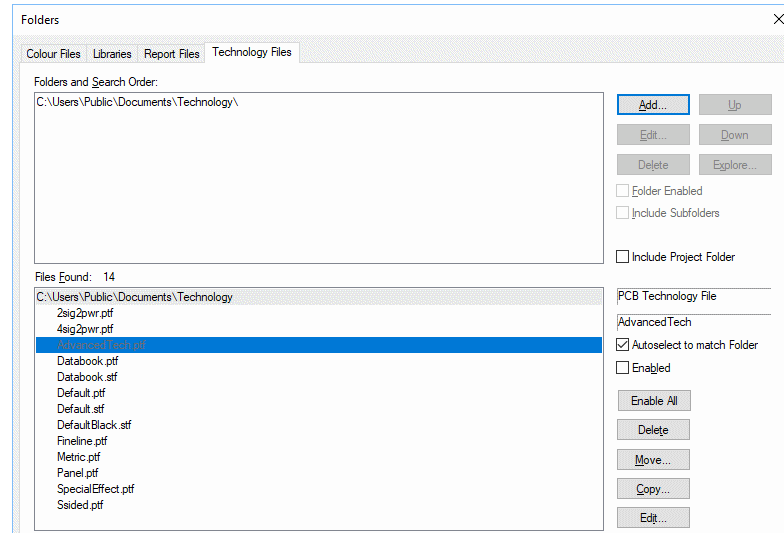 Folders
Colour Files Libraries Report Files Technology Files
Folders and Search Order:
C:\Users\Public\Documents\Technology\
Add... Up
Edit... Down
Delete Explore...
Folder Enabled
Include Subfolders
Include Project Folder
Files Found: 14
C:\Users\Public\Documents\Technology
2sig2pwr.ptf
4sig2pwr.ptf
AdvancedTech.ptf
Databook.ptf
Databook.stf
Default.ptf
Default.stf
DefaultBlack.stf
Fineline.ptf
Metric.ptf
Panel.ptf
SpecialEffect.ptf
Ssided.ptf
PCB Technology File
AdvancedTech
Autoselect to match Folder
Enabled
Enable All
Delete
Move...
Copy...
Edit...